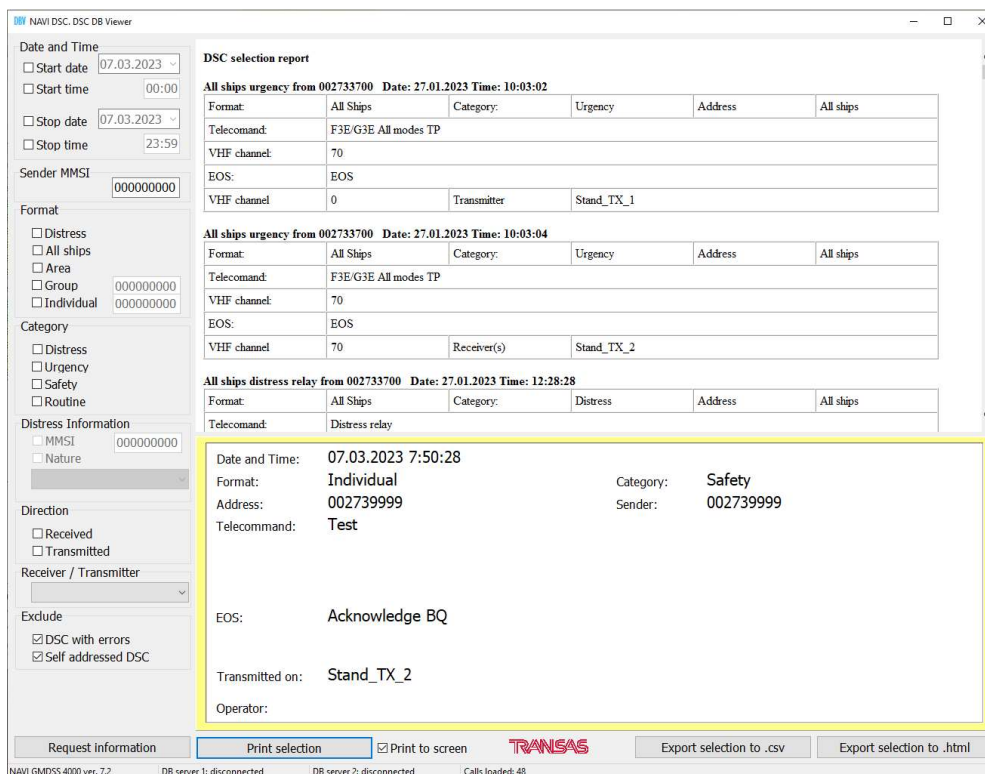 DBV NAVI DSC. DSC DB Viewer
Date and Time
Start date 07.03.2023
Start time 00:00
Stop date 07.03.2023
Stop time 23:59
Sender MMSI
000000000
Format
Distress
All ships
Area
Group 000000000
Individual 000000000
Category
Distress
Urgency
Safety
Routine
Distress Information
MMSI 000000000
Nature
Direction
Received
Transmitted
Receiver / Transmitter
Exclude
DSC with errors
Self addressed DSC
Request information
DSC selection report
All ships urgency from 002733700 Date: 27.01.2023 Time: 10:03:02
Format: All Ships Category: Urgency Address All ships
Telecomand: F3E/G3E All modes TP
VHF channel: 70
EOS: EOS
VHF channel 0 Transmitter Stand_TX_1
All ships urgency from 002733700 Date: 27.01.2023 Time: 10:03:04
Format: All Ships Category: Urgency Address All ships
Telecomand: F3E/G3E All modes TP
VHF channel: 70
EOS: EOS
VHF channel 70 Receiver(s) Stand_TX_2
All ships distress relay from 002733700 Date: 27.01.2023 Time: 12:28:28
Format: All Ships Category: Distress Address All ships
Telecomand: Distress relay
Date and Time: 07.03.2023 7:50:28
Format: Individual Category: Safety
Address: 002739999 Sender: 002739999
Telecommand: Test
EOS: Acknowledge BQ
Transmitted on: Stand_TX_2
Operator:
Print selection Print to screen TRANSAS Export selection to .csv Export selection to .html
NAVI GMDSS 4000 ver. 7.2 DB server 1: disconnected DB server 2: disconnected Calls loaded: 48